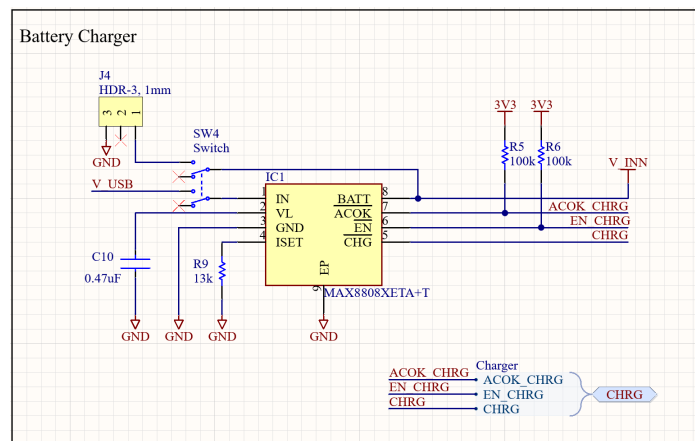 Battery Charger
J4
HDR-3, 1mm
3 2 1
GND
SW4
Switch
V_USB
3V3 3V3
R5
100k
R6
100k
V_INN
IC1
1 IN BATT 8
2 VL ACOK 7
3 GND EN 6
4 ISET CHG 5
EP
9
MAX8808XETA+T
ACOK_CHRG
EN_CHRG
CHRG
C10
0.47uF
R9
13k
GND GND GND GND
Charger
ACOK_CHRG ACOK_CHRG
EN_CHRG EN_CHRG
CHRG CHRG
CHRG